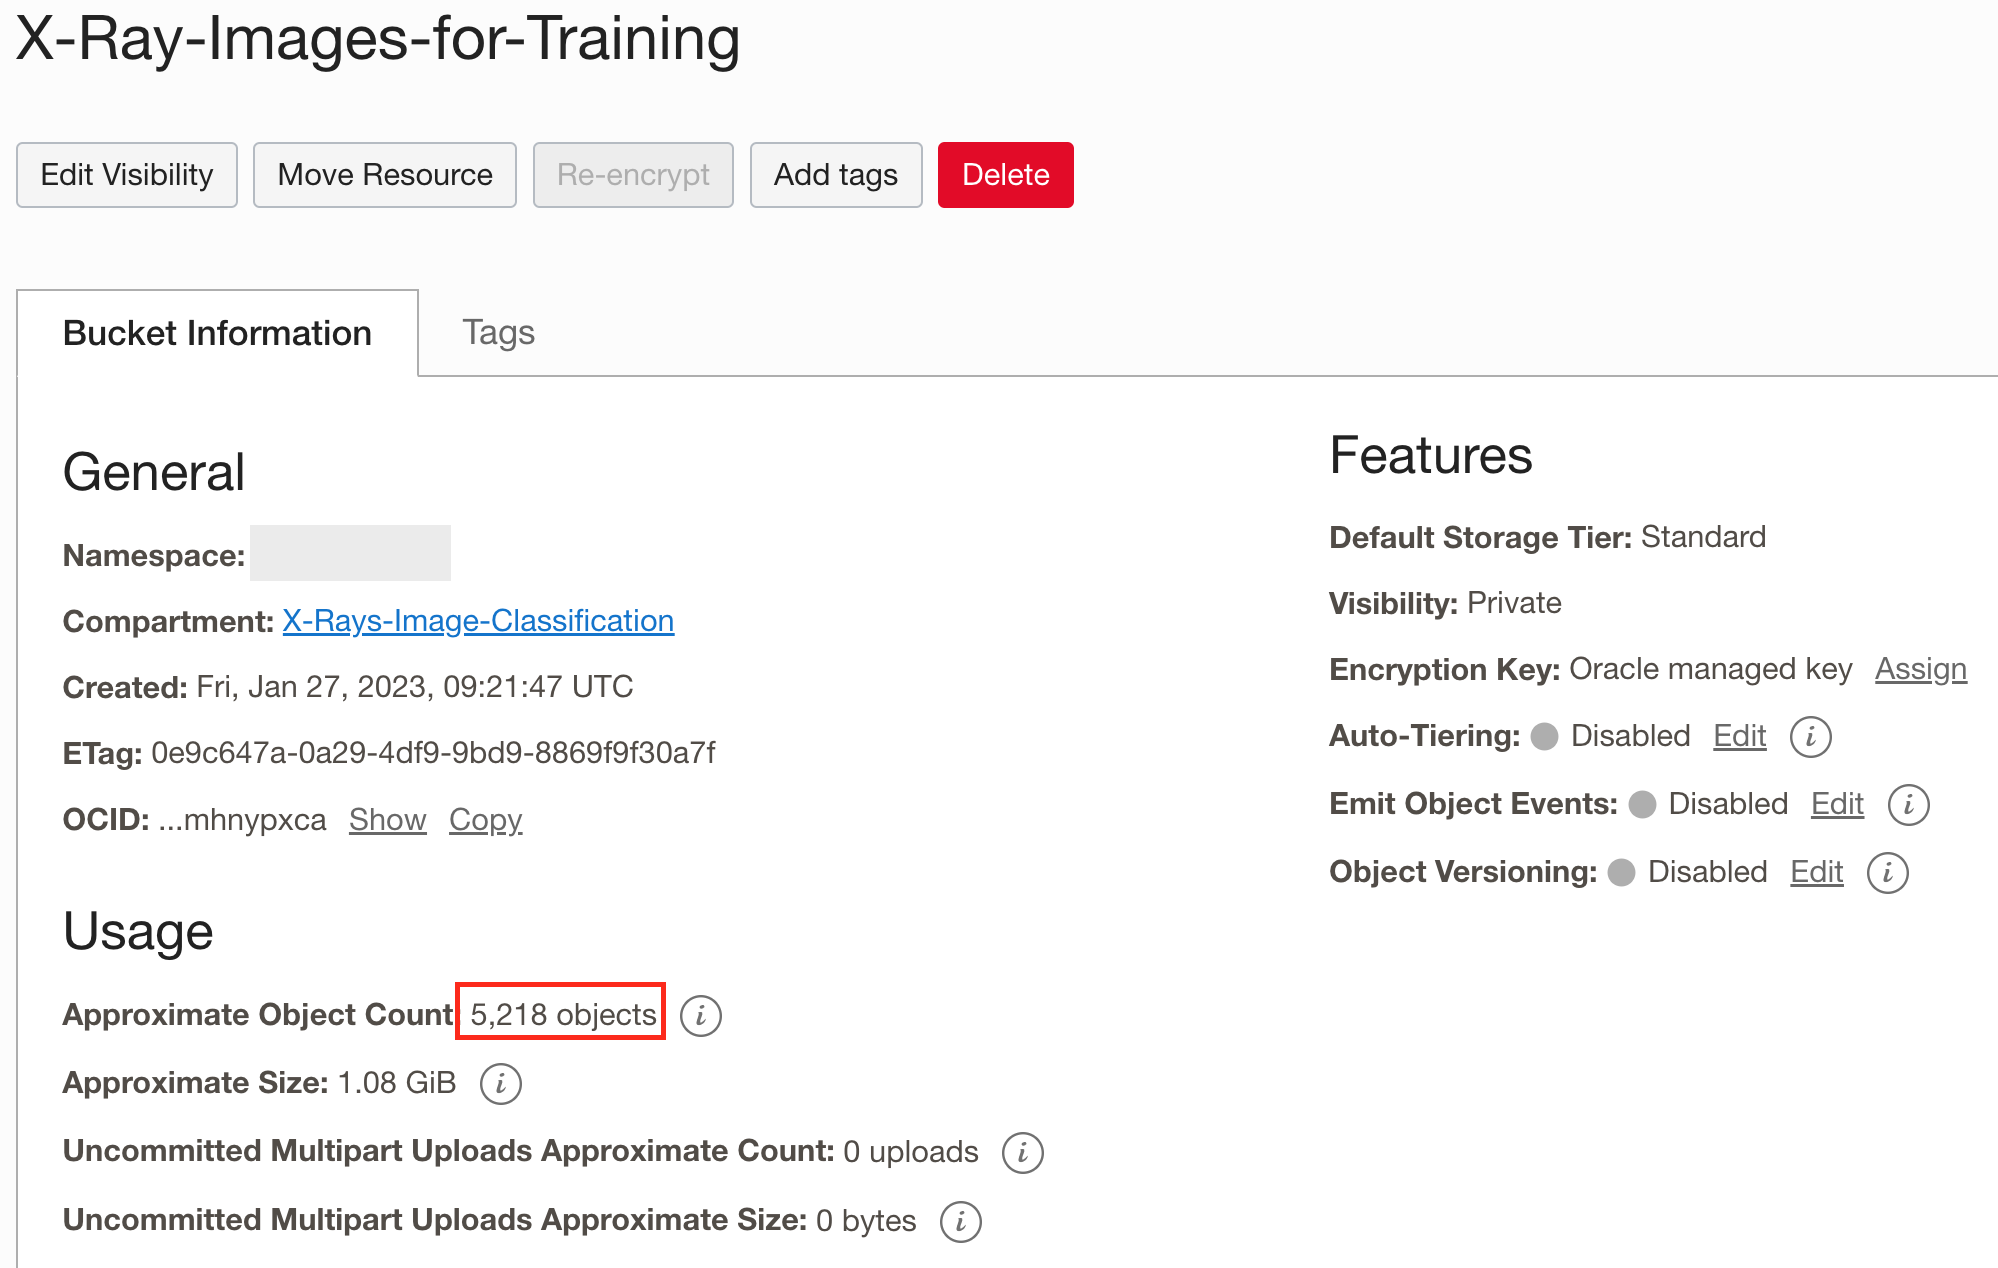 X-Ray-Images-for-Training
Edit Visibility Move Resource Re-encrypt Add tags Delete
Bucket Information Tags
General
Namespace:
Compartment: X-Rays-Image-Classification
Created: Fri, Jan 27, 2023, 09:21:47 UTC
ETag: 0e9c647a-0a29-4df9-9bd9-8869f9f30a7f
OCID: ...mhnypxca Show Copy
Usage
Approximate Object Count 5,218 objects i
Approximate Size: 1.08 GiB i
Uncommitted Multipart Uploads Approximate Count: 0 uploads i
Uncommitted Multipart Uploads Approximate Size: 0 bytes i
Features
Default Storage Tier: Standard
Visibility: Private
Encryption Key: Oracle managed key Assign
Auto-Tiering: Disabled Edit i
Emit Object Events: Disabled Edit i
Object Versioning: Disabled Edit i